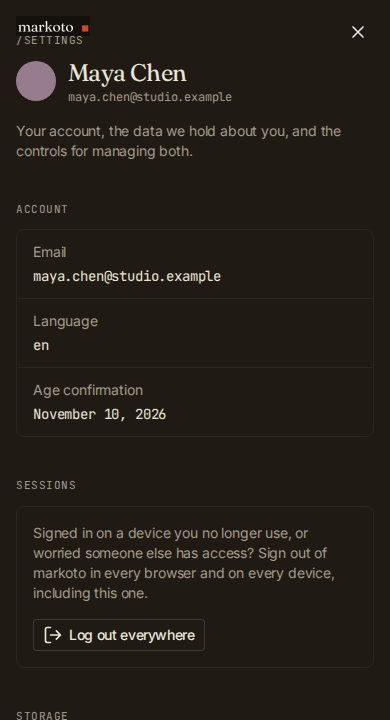 markoto
/SETTINGS
Maya Chen
maya.chen@studio.example
Your account, the data we hold about you, and the
controls for managing both.
ACCOUNT
Email
maya.chen@studio.example
Language
en
Age confirmation
November 10, 2026
SESSIONS
Signed in on a device you no longer use, or
worried someone else has access? Sign out of
markoto in every browser and on every device,
including this one.
Log out everywhere
STORAGE